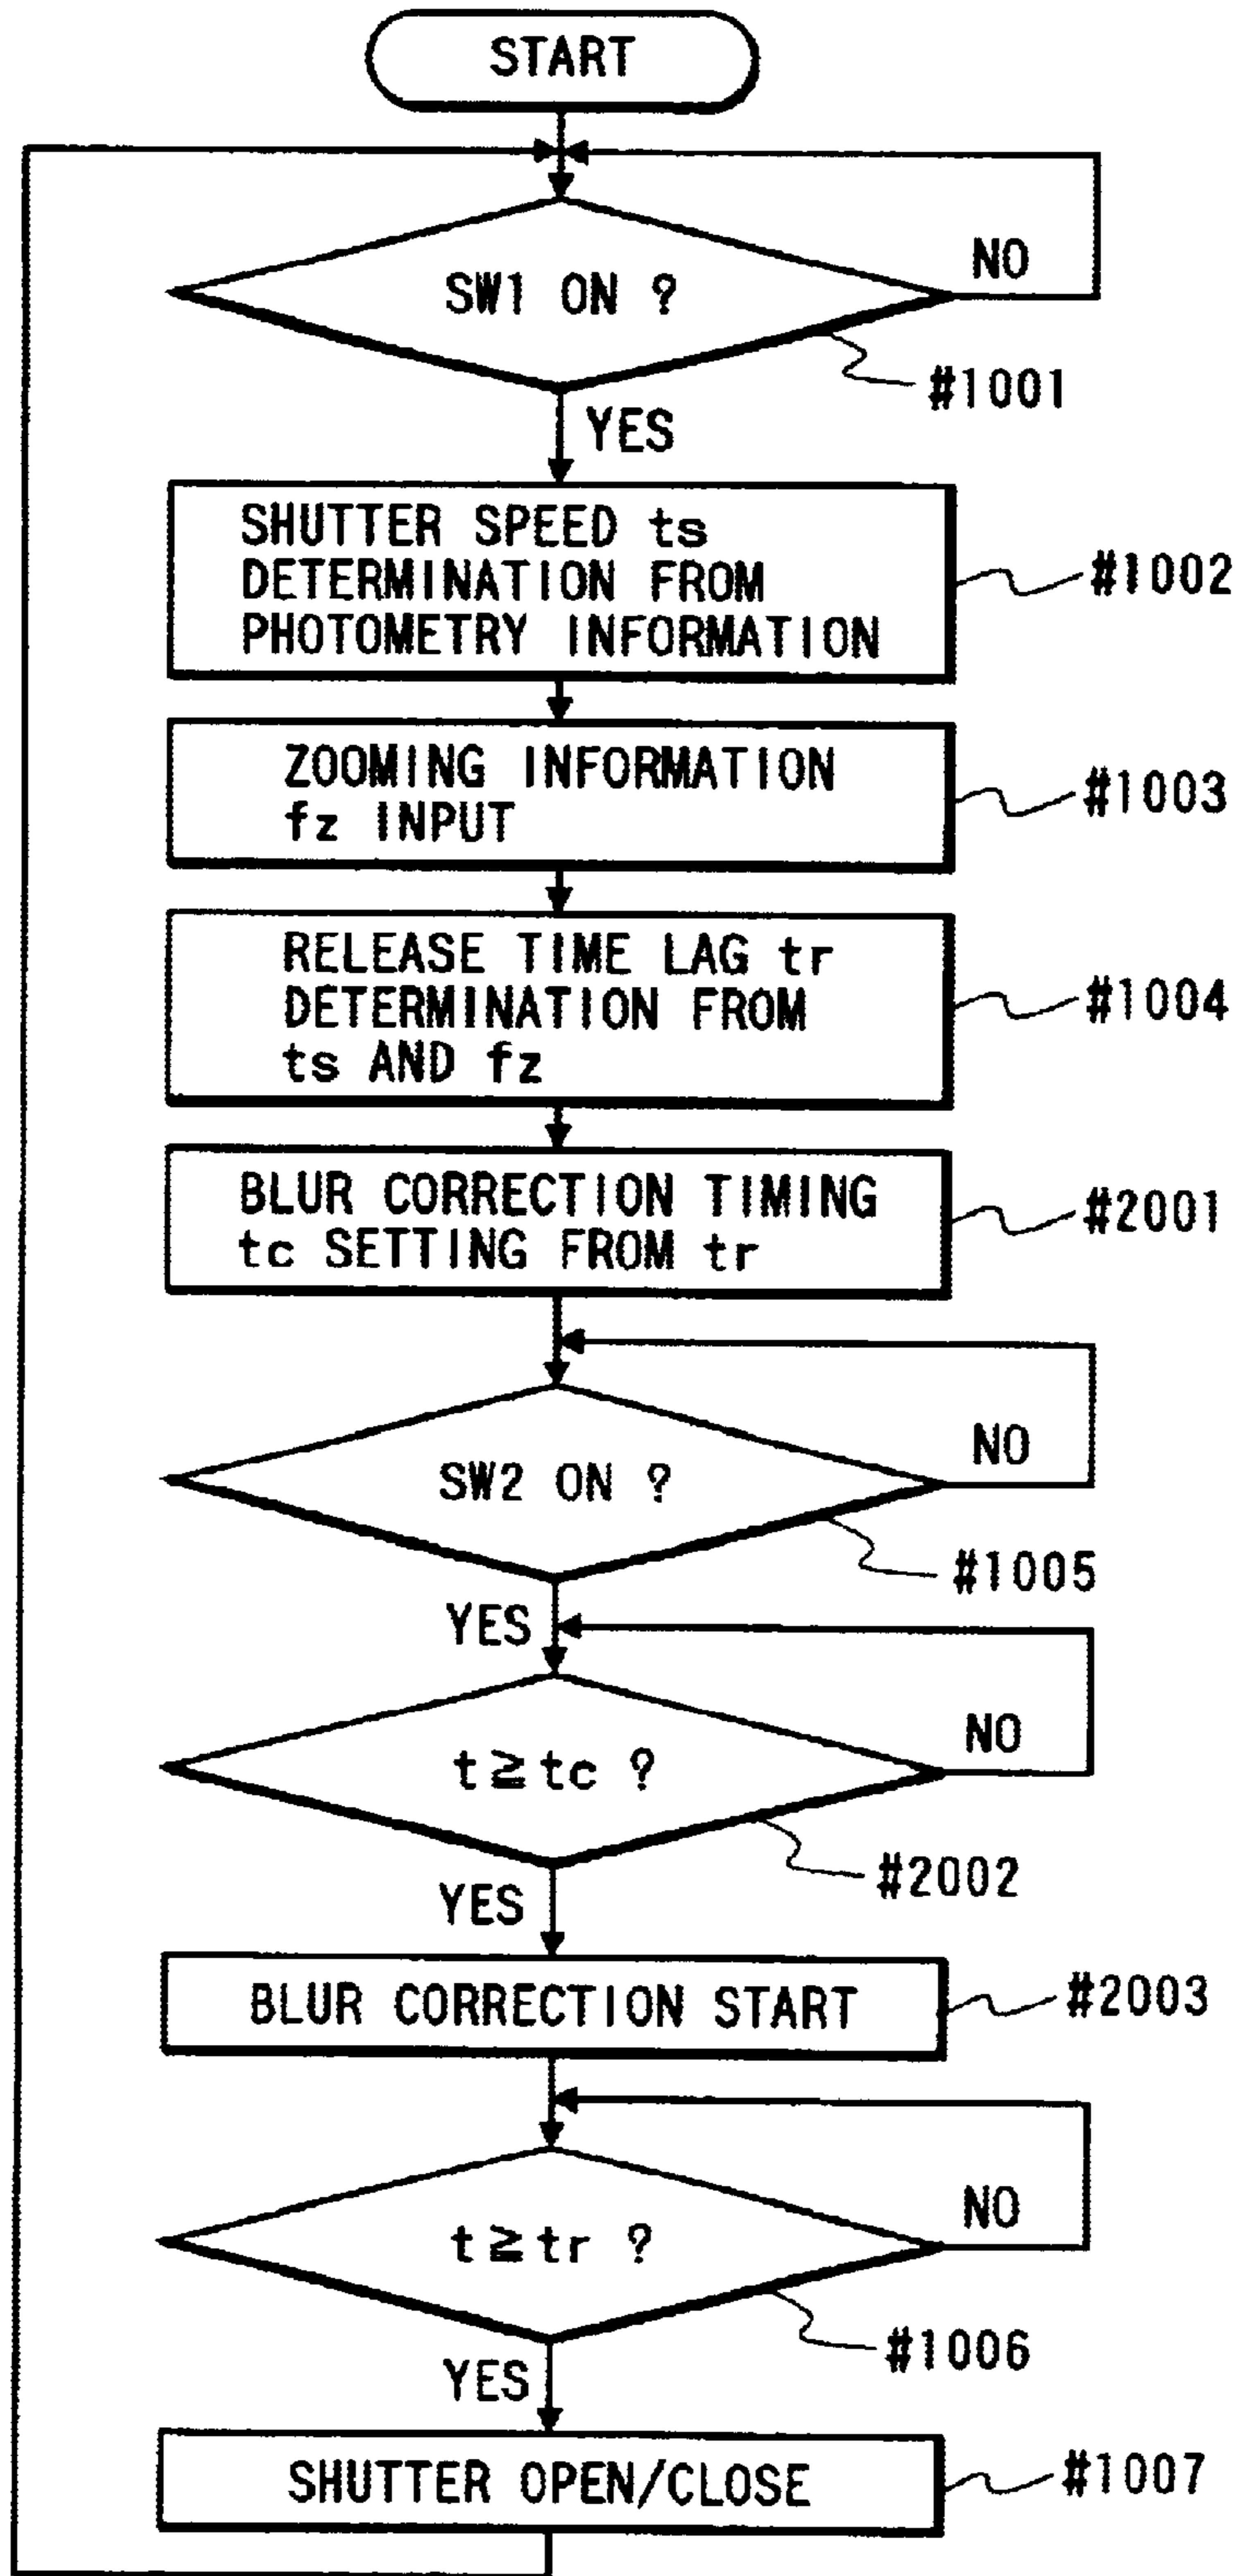 START
SW1 ON ?
NO
#1001
YES
SHUTTER SPEED ts
DETERMINATION FROM
PHOTOMETRY INFORMATION
#1002
ZOOMING INFORMATION
fz INPUT
#1003
RELEASE TIME LAG tr
DETERMINATION FROM
ts AND fz
#1004
BLUR CORRECTION TIMING
tc SETTING FROM tr
#2001
SW2 ON ?
NO
#1005
YES
t≧tc ?
NO
#2002
YES
BLUR CORRECTION START
#2003
t≧tr ?
NO
#1006
YES
SHUTTER OPEN/CLOSE
#1007